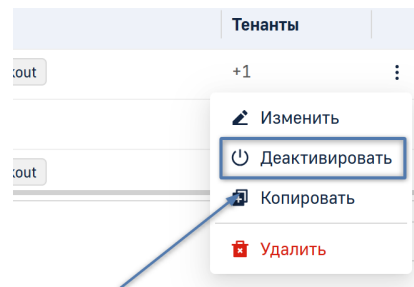 Тенанты
kout
+1
Изменить
Деактивировать
kout
Копировать
Удалить